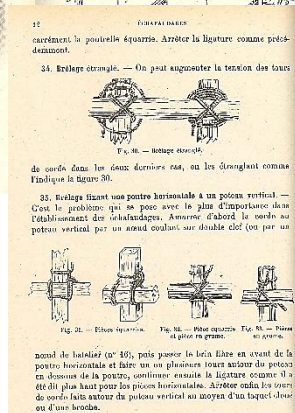 12 ÉCHAFAUDAGES
carrément la poutrelle équarrie. Arrêter la ligature comme précé-
demment.
34. Brêlage étranglé. — On peut augmenter la tension des tours
Fig. 30. — Brêlage étranglé.
de corde dans les deux derniers cas, en les étranglant comme
l'indique la figure 30.
35. Brêlage fixant une poutre horizontale à un poteau vertical. —
C'est le problème qui se pose avec le plus d'importance dans
l'établissement des échafaudages. Amarrer d'abord la corde au
poteau vertical par un nœud coulant sur double clef (ou par un
Fig. 31. — Pièces équarries.
Fig. 32. — Pièce équarrie
et pièce en grume.
Fig. 33. — Pièces
en grume.
nœud de batelier (n° 16), puis passer le brin libre en avant de la
poutre horizontale et faire un ou plusieurs tours autour du poteau
en dessous de la poutre, continuer ensuite la ligature comme il a
été dit plus haut pour les pièces horizontales. Arrêter enfin les tours
de corde faits autour du poteau vertical au moyen d'un taquet cloué
ou d'une broche.